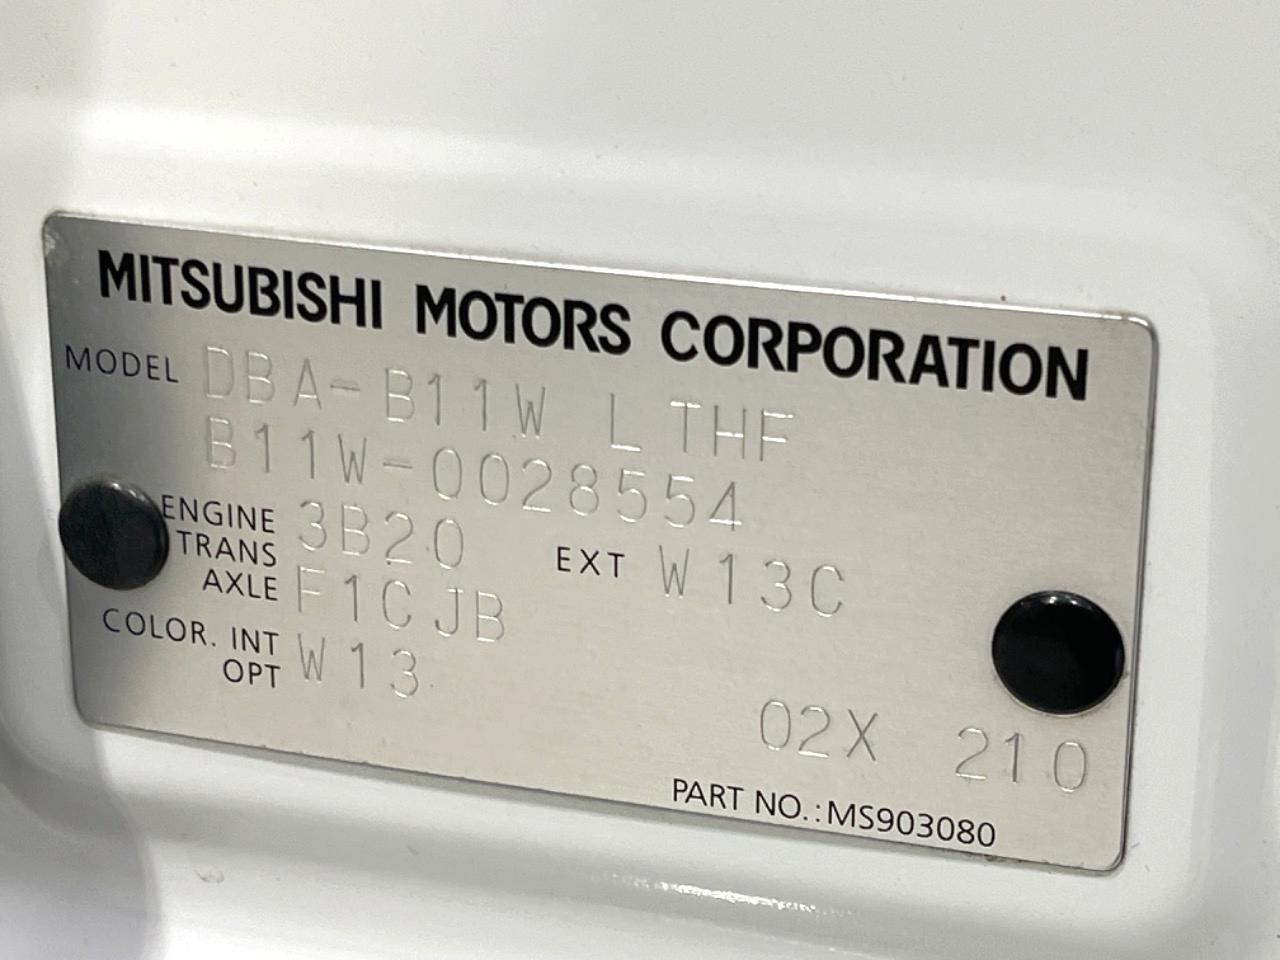 MITSUBISHI MOTORS CORPORATION
MODEL DBA-B11W LTHF
B11W-0028554
ENGINE 3B20 EXT W13C
TRANS
AXLE F1CJB
COLOR. INT W13
OPT
02X 210
PART NO.:MS903080